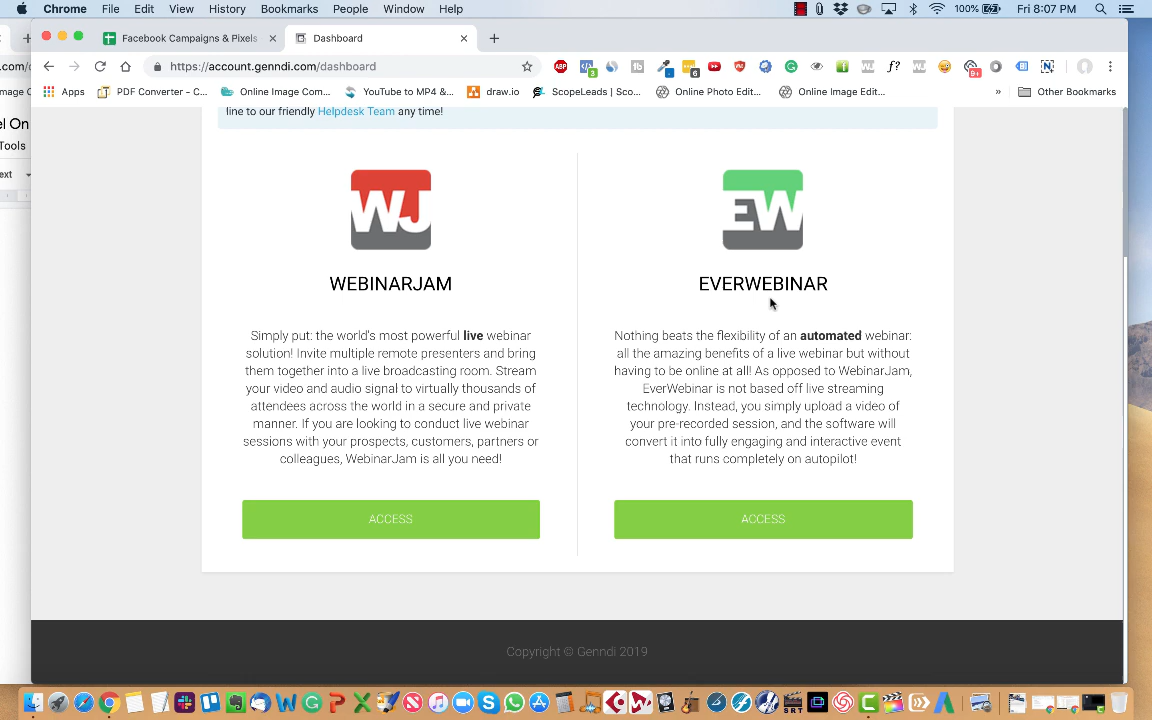 Chrome File Edit View History Bookmarks People Window Help 100% Fri 8:07 PM
Facebook Campaigns & Pixels
Dashboard
https://account.genndi.com/dashboard
Apps
PDF Converter - C...
Online Image Com...
YouTube to MP4 &...
draw.io
ScopeLeads | Sco...
Online Photo Edit...
Online Image Edit...
»
Other Bookmarks
line to our friendly Helpdesk Team any time!
WJ
WEBINARJAM
Simply put: the world's most powerful live webinar
solution! Invite multiple remote presenters and bring
them together into a live broadcasting room. Stream
your video and audio signal to virtually thousands of
attendees across the world in a secure and private
manner. If you are looking to conduct live webinar
sessions with your prospects, customers, partners or
colleagues, WebinarJam is all you need!
ACCESS
EW
EVERWEBINAR
Nothing beats the flexibility of an automated webinar:
all the amazing benefits of a live webinar but without
having to be online at all! As opposed to WebinarJam,
EverWebinar is not based off live streaming
technology. Instead, you simply upload a video of
your pre-recorded session, and the software will
convert it into fully engaging and interactive event
that runs completely on autopilot!
ACCESS
Copyright © Genndi 2019
el On
Tools
ext